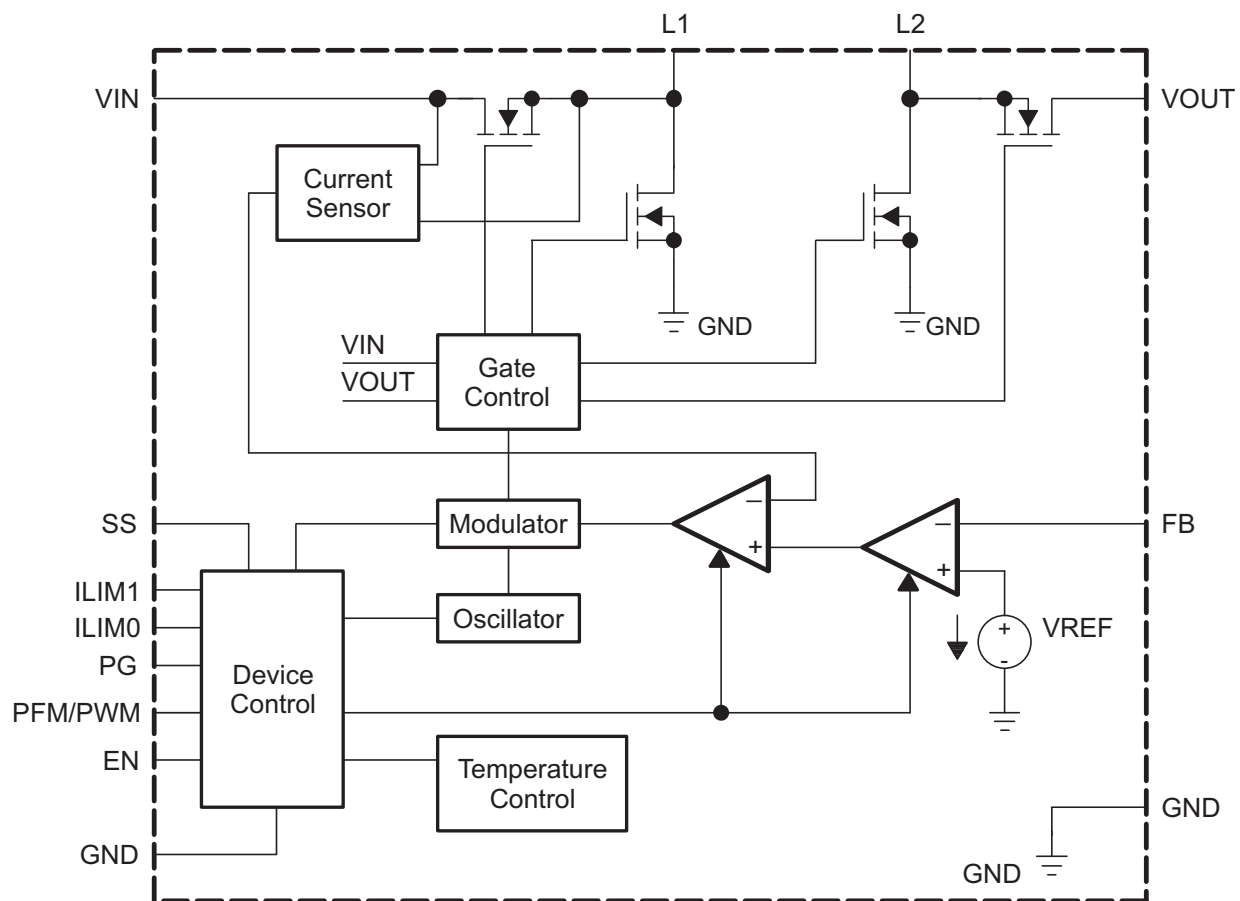 L1
L2
VIN
VOUT
Current
Sensor
GND
GND
VIN
VOUT
Gate
Control
SS
Modulator
−
+
−
+
FB
ILIM1
ILIM0
PG
PFM/PWM
EN
Device
Control
Oscillator
+
-
VREF
Temperature
Control
GND
GND
GND